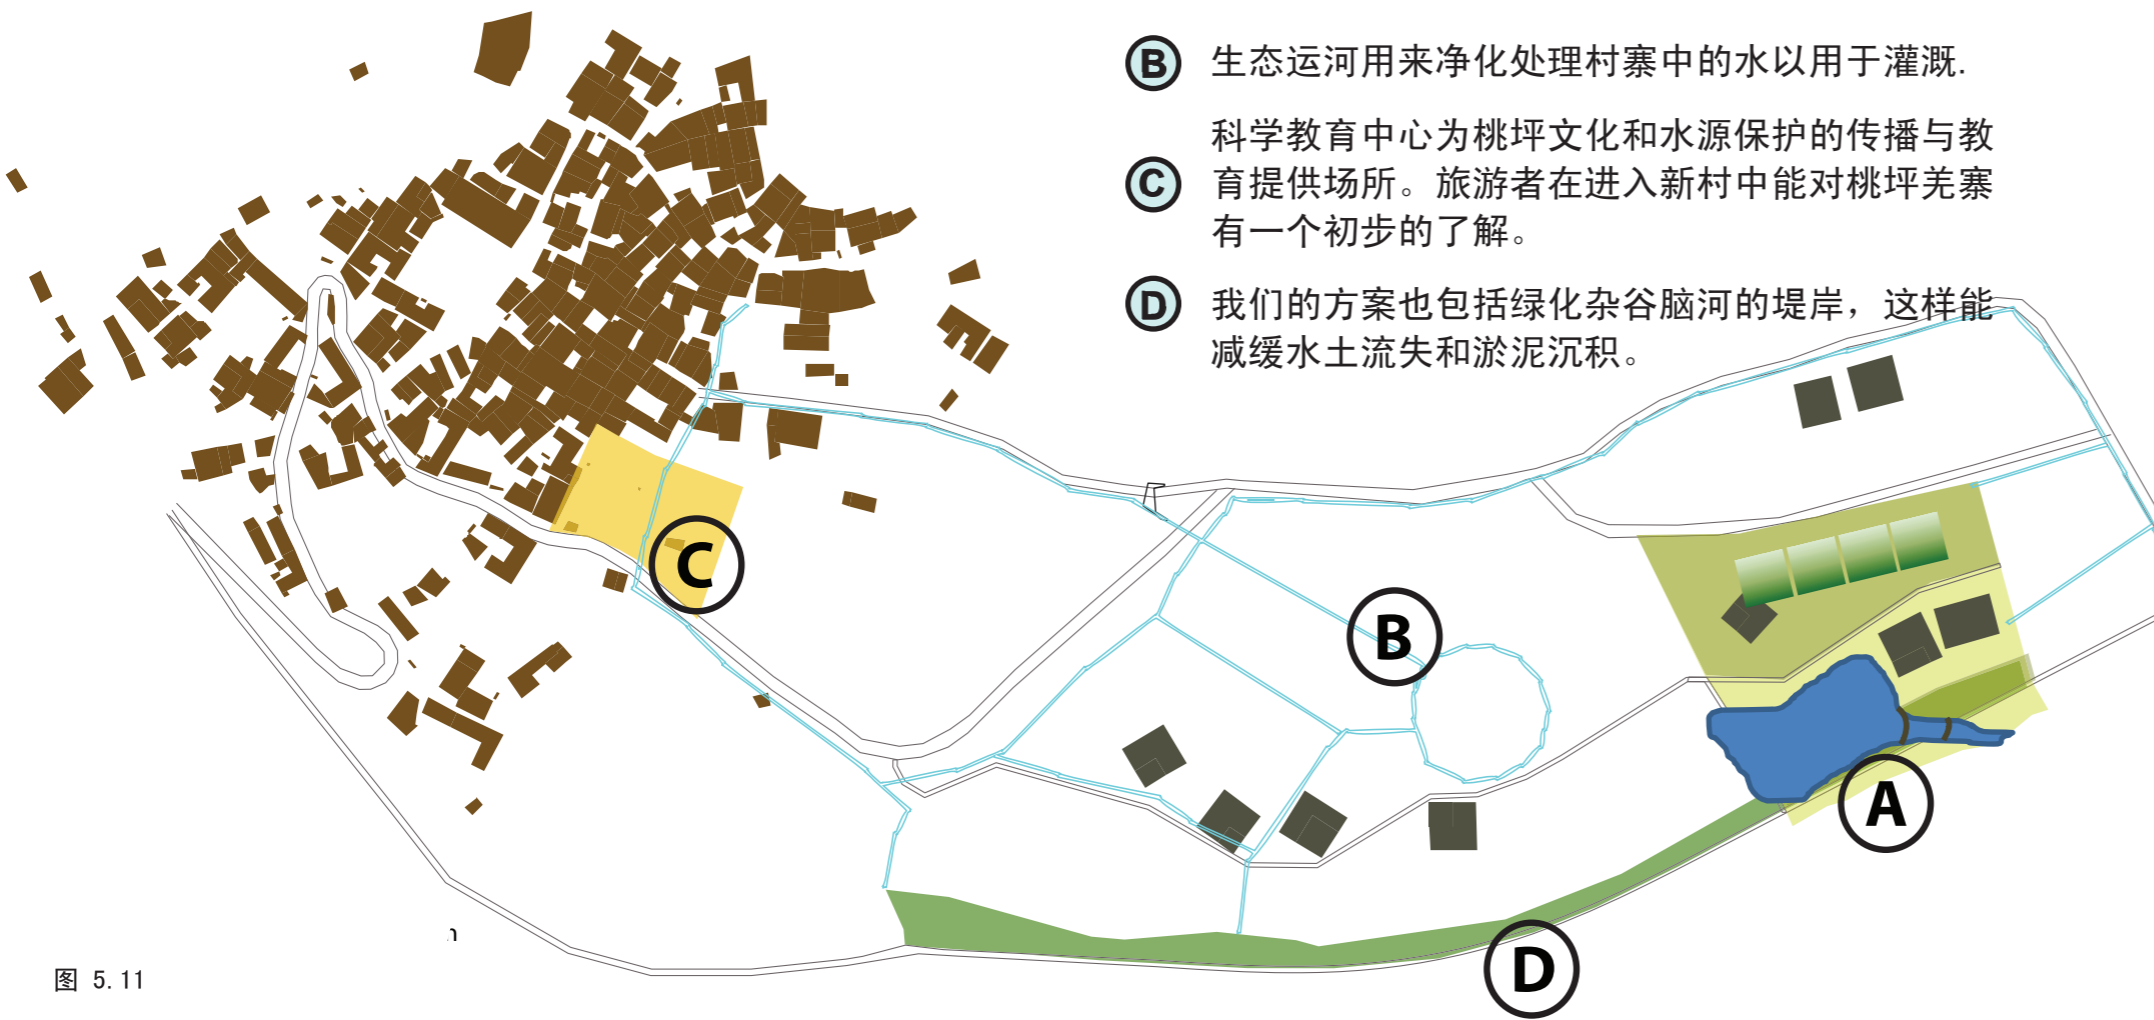 B 生态运河用来净化处理村寨中的水以用于灌溉.
科学教育中心为桃坪文化和水源保护的传播与教
C 育提供场所。旅游者在进入新村中能对桃坪羌寨
有一个初步的了解。
D 我们的方案也包括绿化杂谷脑河的堤岸，这样能
减缓水土流失和淤泥沉积。
C
B
A
D
图 5.11